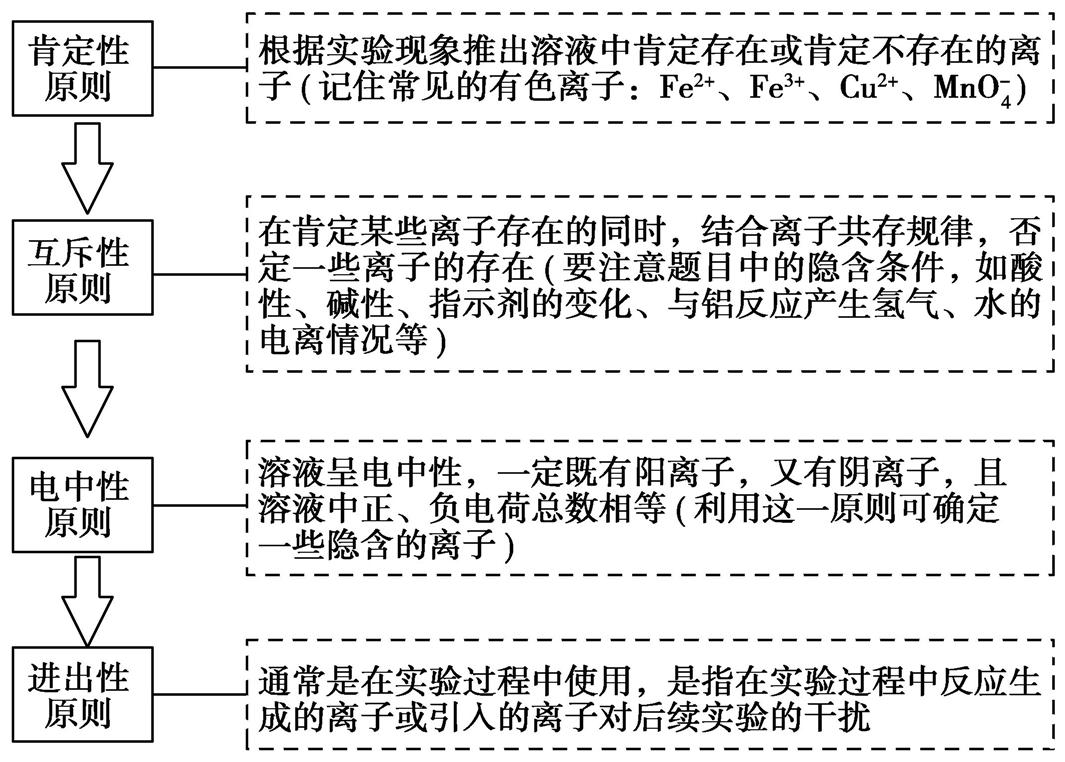 肯定性
原则
根据实验现象推出溶液中肯定存在或肯定不存在的离
子(记住常见的有色离子：Fe²⁺、Fe³⁺、Cu²⁺、MnO₄⁻)
互斥性
原则
在肯定某些离子存在的同时，结合离子共存规律，否
定一些离子的存在(要注意题目中的隐含条件，如酸
性、碱性、指示剂的变化、与铝反应产生氢气、水的
电离情况等)
电中性
原则
溶液呈电中性，一定既有阳离子，又有阴离子，且
溶液中正、负电荷总数相等(利用这一原则可确定
一些隐含的离子)
进出性
原则
通常是在实验过程中使用，是指在实验过程中反应生
成的离子或引入的离子对后续实验的干扰